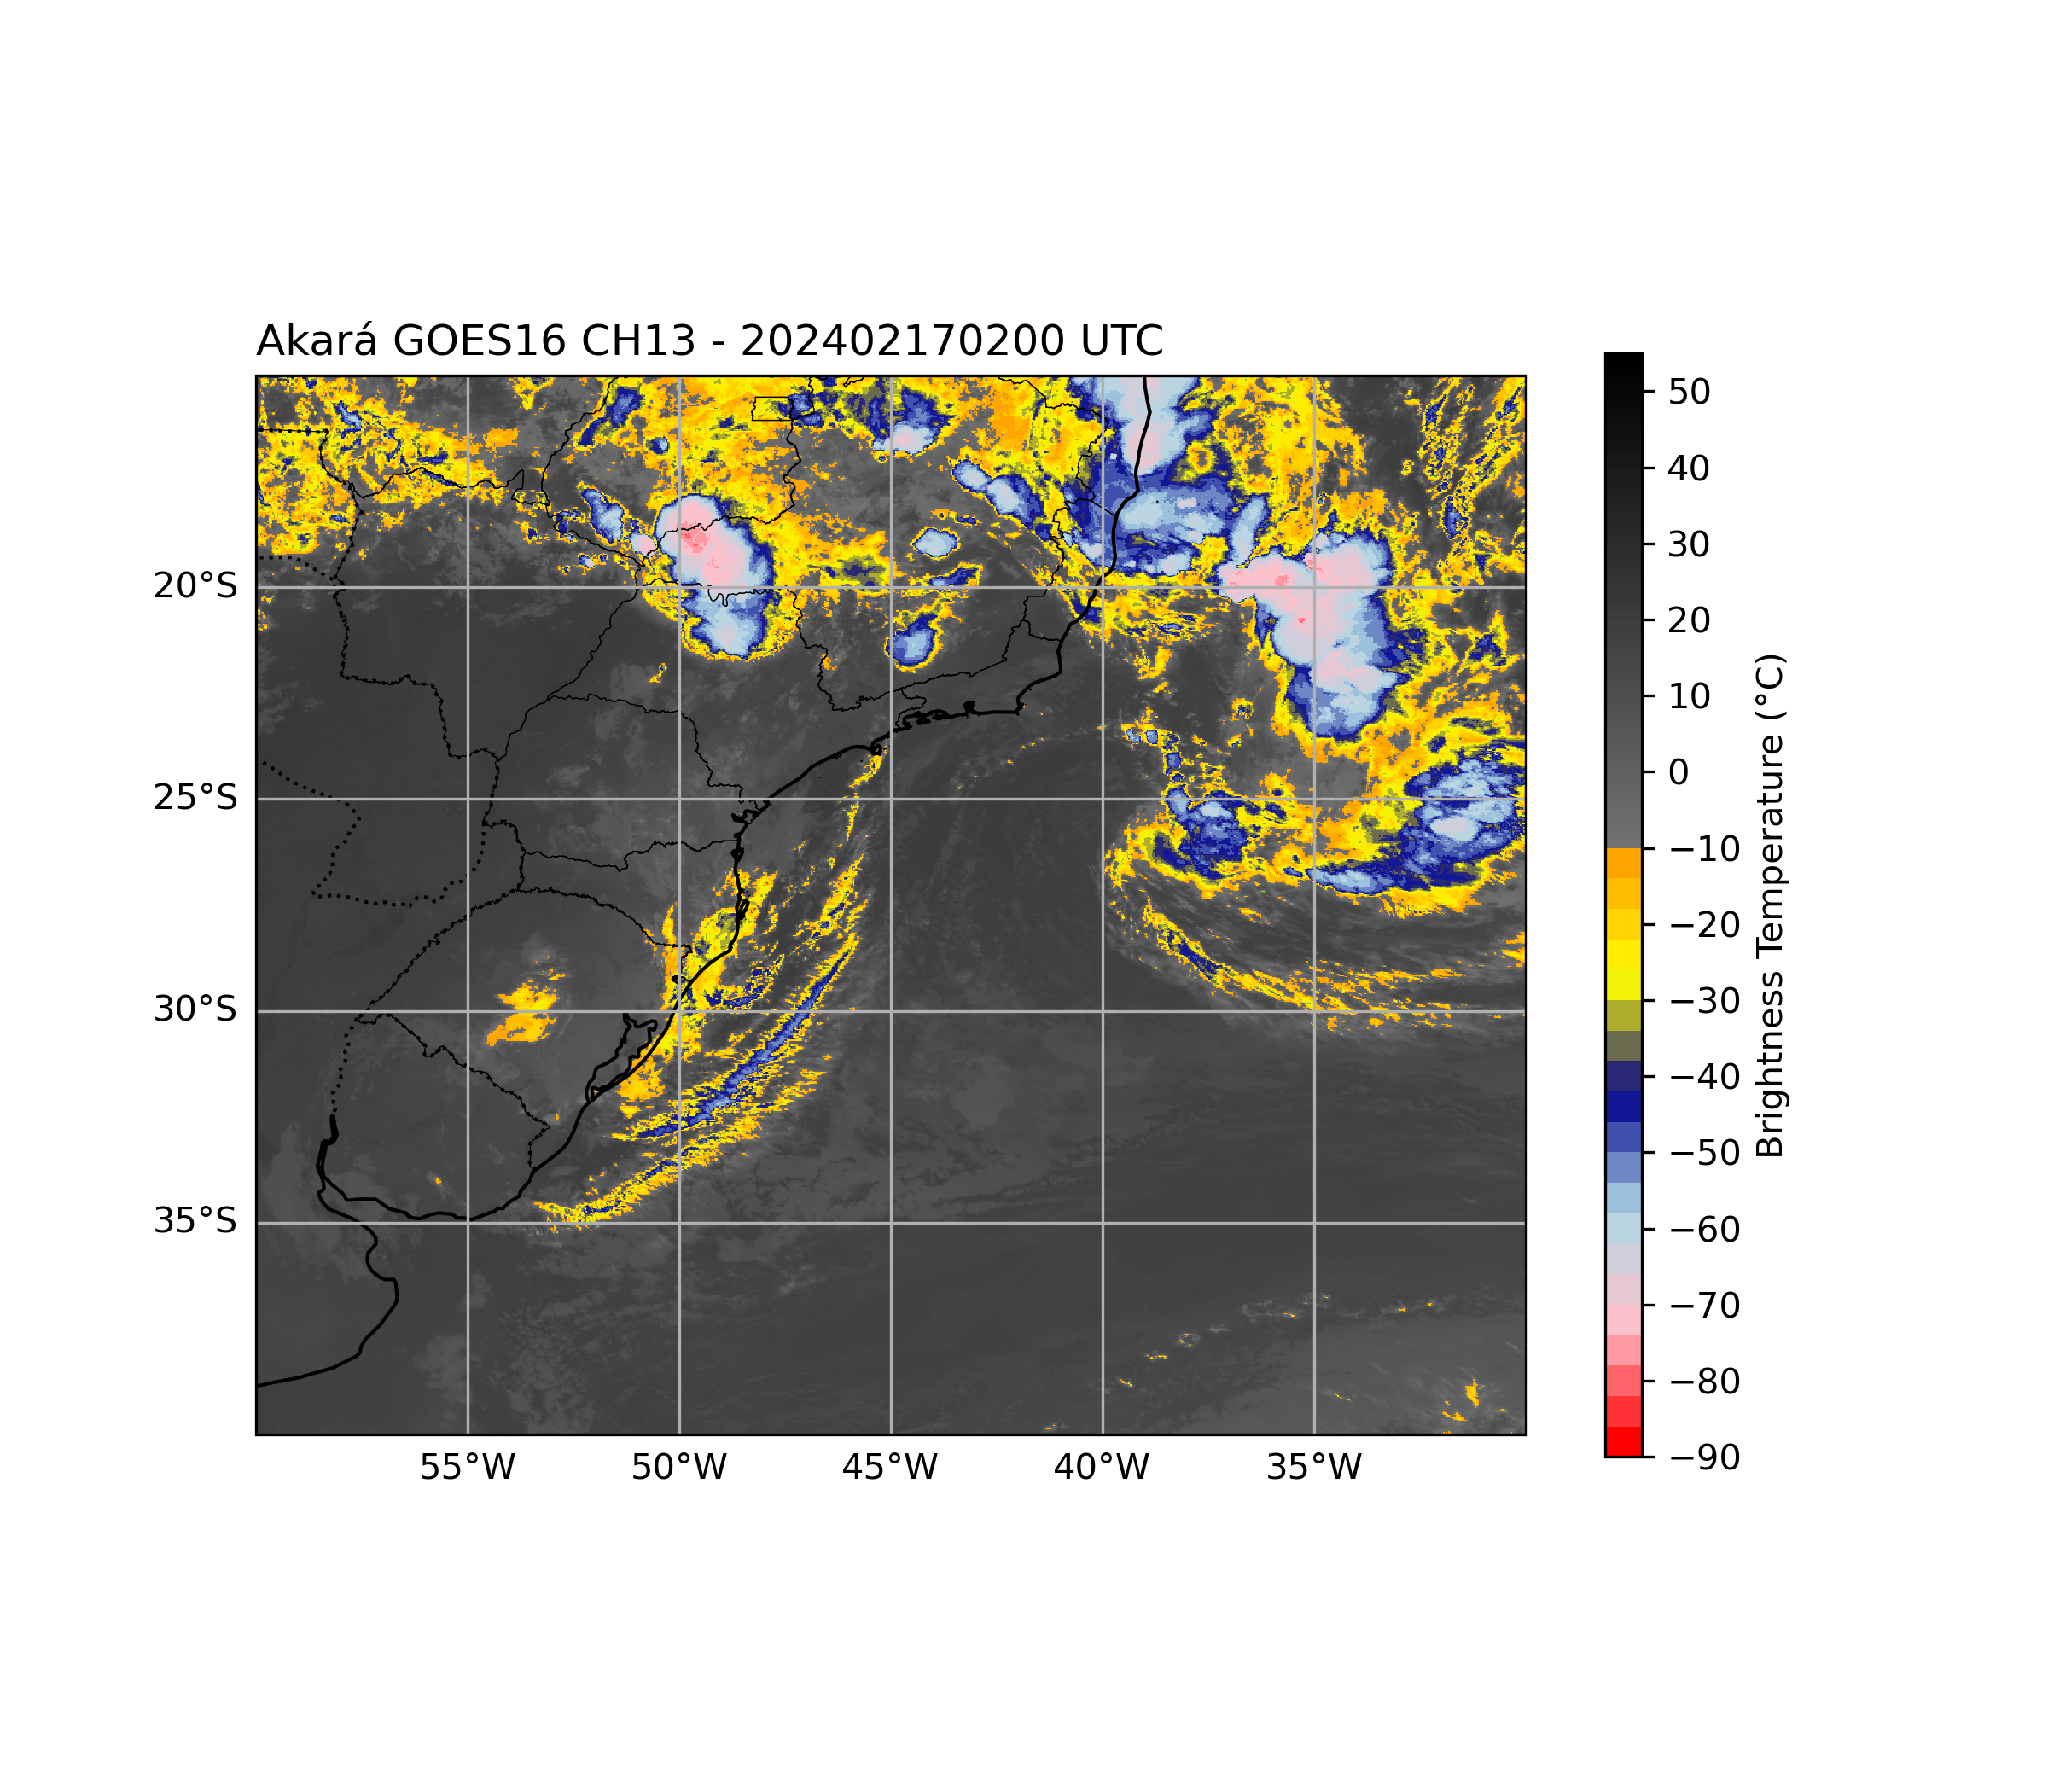 Akará GOES16 CH13 - 202402170200 UTC
20°S
25°S
30°S
35°S
55°W
50°W
45°W
40°W
35°W
50
40
30
20
10
0
−10
−20
−30
−40
−50
−60
−70
−80
−90
Brightness Temperature (°C)